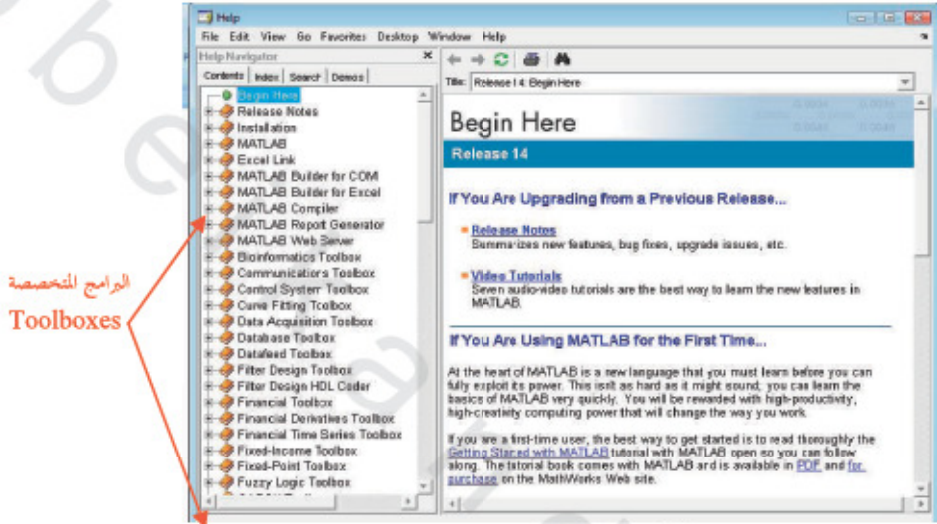 Help
File Edit View Go Favorites Desktop Window Help
Help Navigator
Contents Index Search Demos
Begin Here
Release Notes
Installation
MATLAB
Excel Link
MATLAB Builder for COM
MATLAB Builder for Excel
MATLAB Compiler
MATLAB Report Generator
MATLAB Web Server
Bioinformatics Toolbox
Communications Toolbox
Control System Toolbox
Curve Fitting Toolbox
Data Acquisition Toolbox
Database Toolbox
Datafeed Toolbox
Filter Design Toolbox
Filter Design HDL Coder
Financial Toolbox
Financial Derivatives Toolbox
Financial Time Series Toolbox
Fixed-Income Toolbox
Fixed-Point Toolbox
Fuzzy Logic Toolbox
البرامج المتخصصة
Toolboxes
Title: Release 14: Begin Here
Begin Here
Release 14
If You Are Upgrading from a Previous Release...
Release Notes
Summarizes new features, bug fixes, upgrade issues, etc.
Video Tutorials
Seven audio-video tutorials are the best way to learn the new features in
MATLAB.
If You Are Using MATLAB for the First Time...
At the heart of MATLAB is a new language that you must learn before you can
fully exploit its power. This isn't as hard as it might sound; you can learn the
basics of MATLAB very quickly. You will be rewarded with high-productivity,
high-creativity computing power that will change the way you work.
If you are a first-time user, the best way to get started is to read thoroughly the
Getting Started with MATLAB tutorial with MATLAB open so you can follow
along. The tutorial book comes with MATLAB and is available in PDF and for
purchase on the MathWorks Web site.